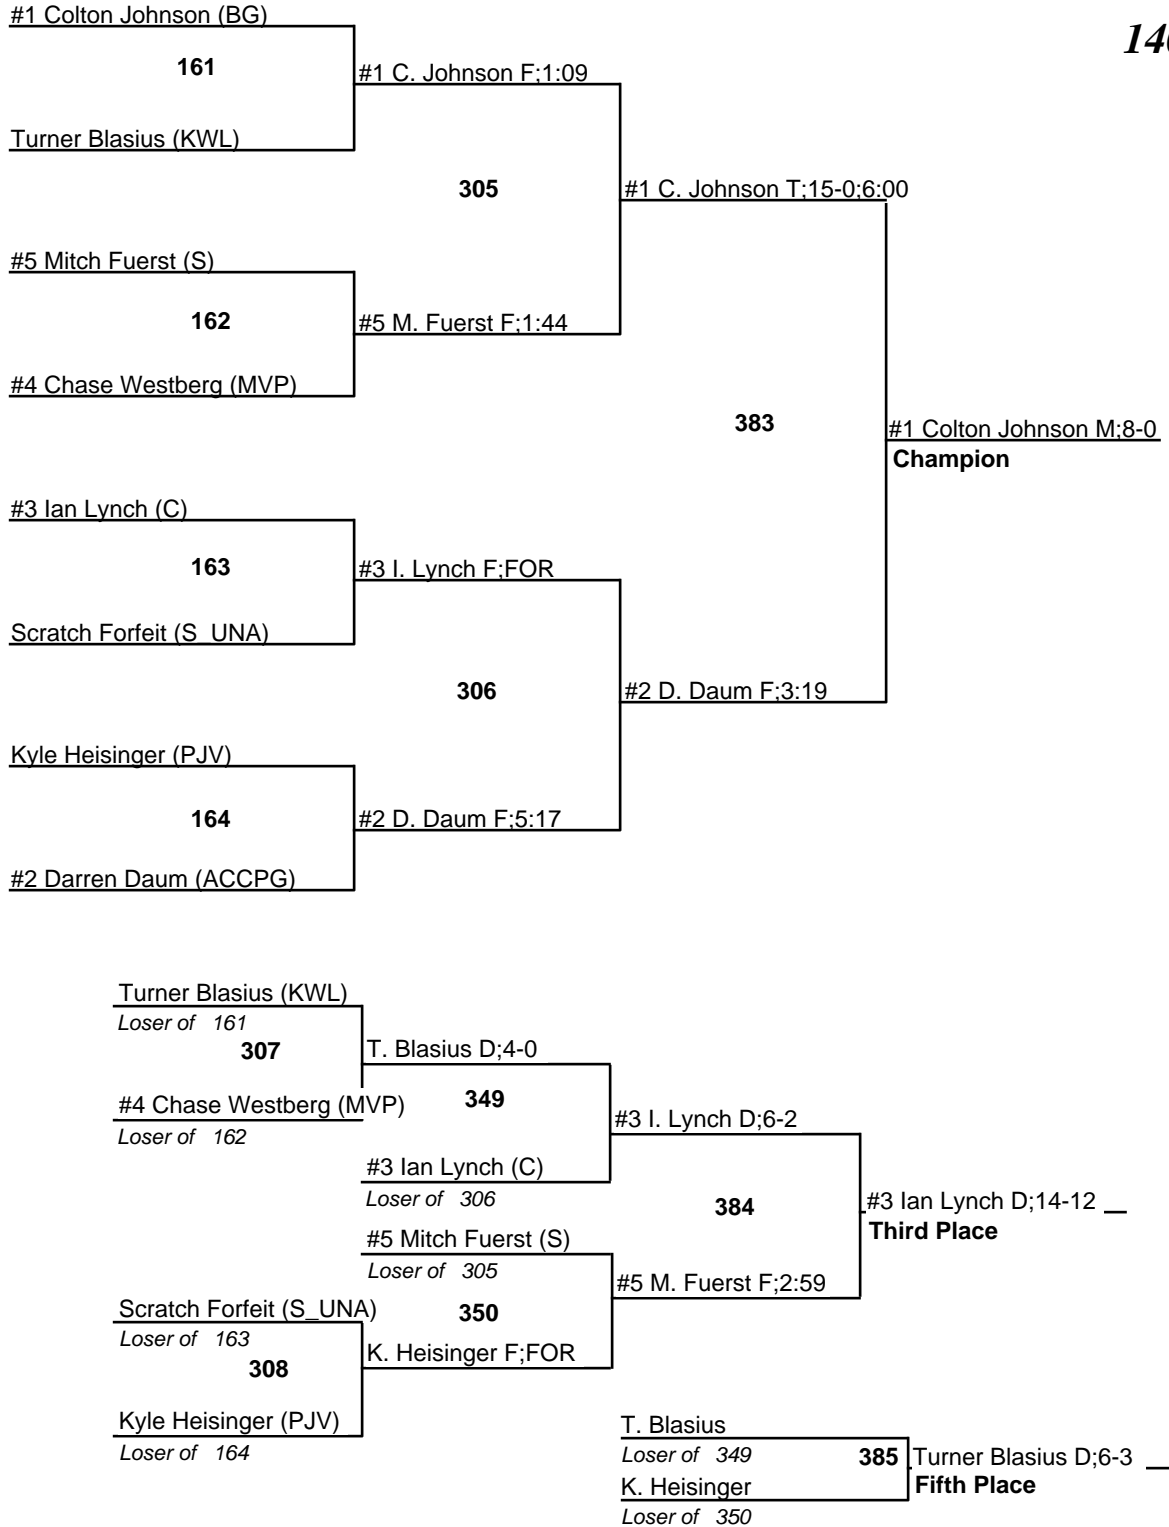 #1 Colton Johnson (BG)
14
161
#1 C. Johnson F;1:09
Turner Blasius (KWL)
305
#1 C. Johnson T;15-0;6:00
#5 Mitch Fuerst (S)
162
#5 M. Fuerst F;1:44
#4 Chase Westberg (MVP)
383
#1 Colton Johnson M;8-0
Champion
#3 Ian Lynch (C)
163
#3 I. Lynch F;FOR
Scratch Forfeit (S_UNA)
306
#2 D. Daum F;3:19
Kyle Heisinger (PJV)
164
#2 D. Daum F;5:17
#2 Darren Daum (ACCPG)
Turner Blasius (KWL)
Loser of 161
307
T. Blasius D;4-0
#4 Chase Westberg (MVP)
349
Loser of 162
#3 I. Lynch D;6-2
#3 Ian Lynch (C)
Loser of 306
384
#3 Ian Lynch D;14-12
Third Place
#5 Mitch Fuerst (S)
Loser of 305
#5 M. Fuerst F;2:59
Scratch Forfeit (S_UNA)
350
Loser of 163
308
K. Heisinger F;FOR
Kyle Heisinger (PJV)
Loser of 164
T. Blasius
Loser of 349
385
Turner Blasius D;6-3
K. Heisinger
Fifth Place
Loser of 350